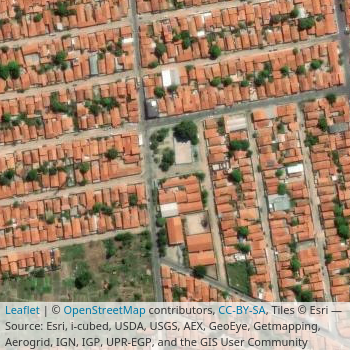 Leaflet | © OpenStreetMap contributors, CC-BY-SA, Tiles © Esri —
Source: Esri, i-cubed, USDA, USGS, AEX, GeoEye, Getmapping,
Aerogrid, IGN, IGP, UPR-EGP, and the GIS User Community